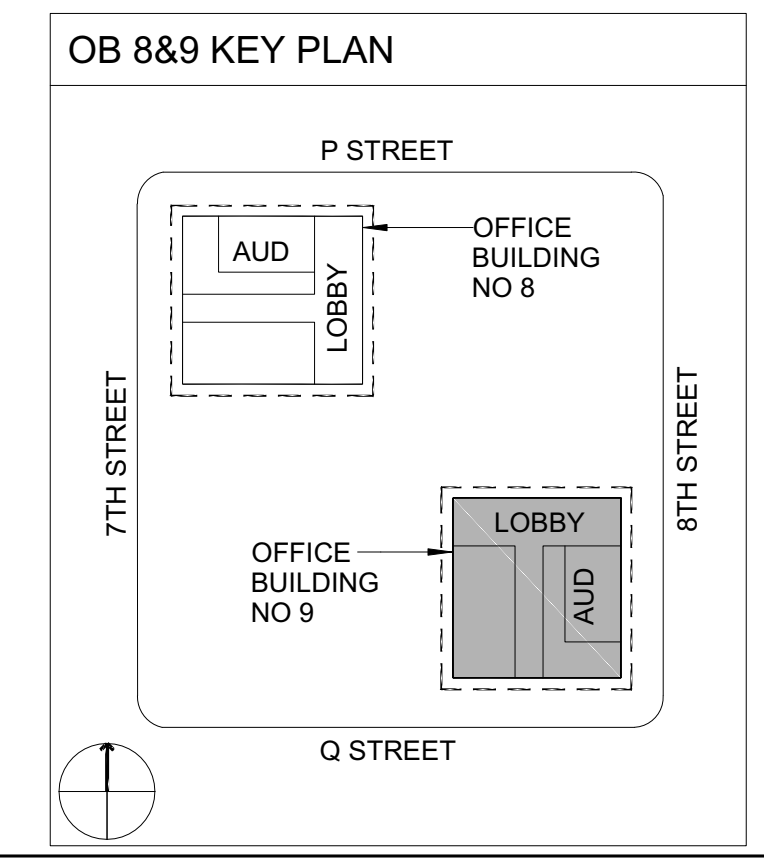 OB 8&9 KEY PLAN
P STREET
AUD
LOBBY
OFFICE
BUILDING
NO 8
7TH STREET
8TH STREET
LOBBY
AUD
OFFICE
BUILDING
NO 9
Q STREET